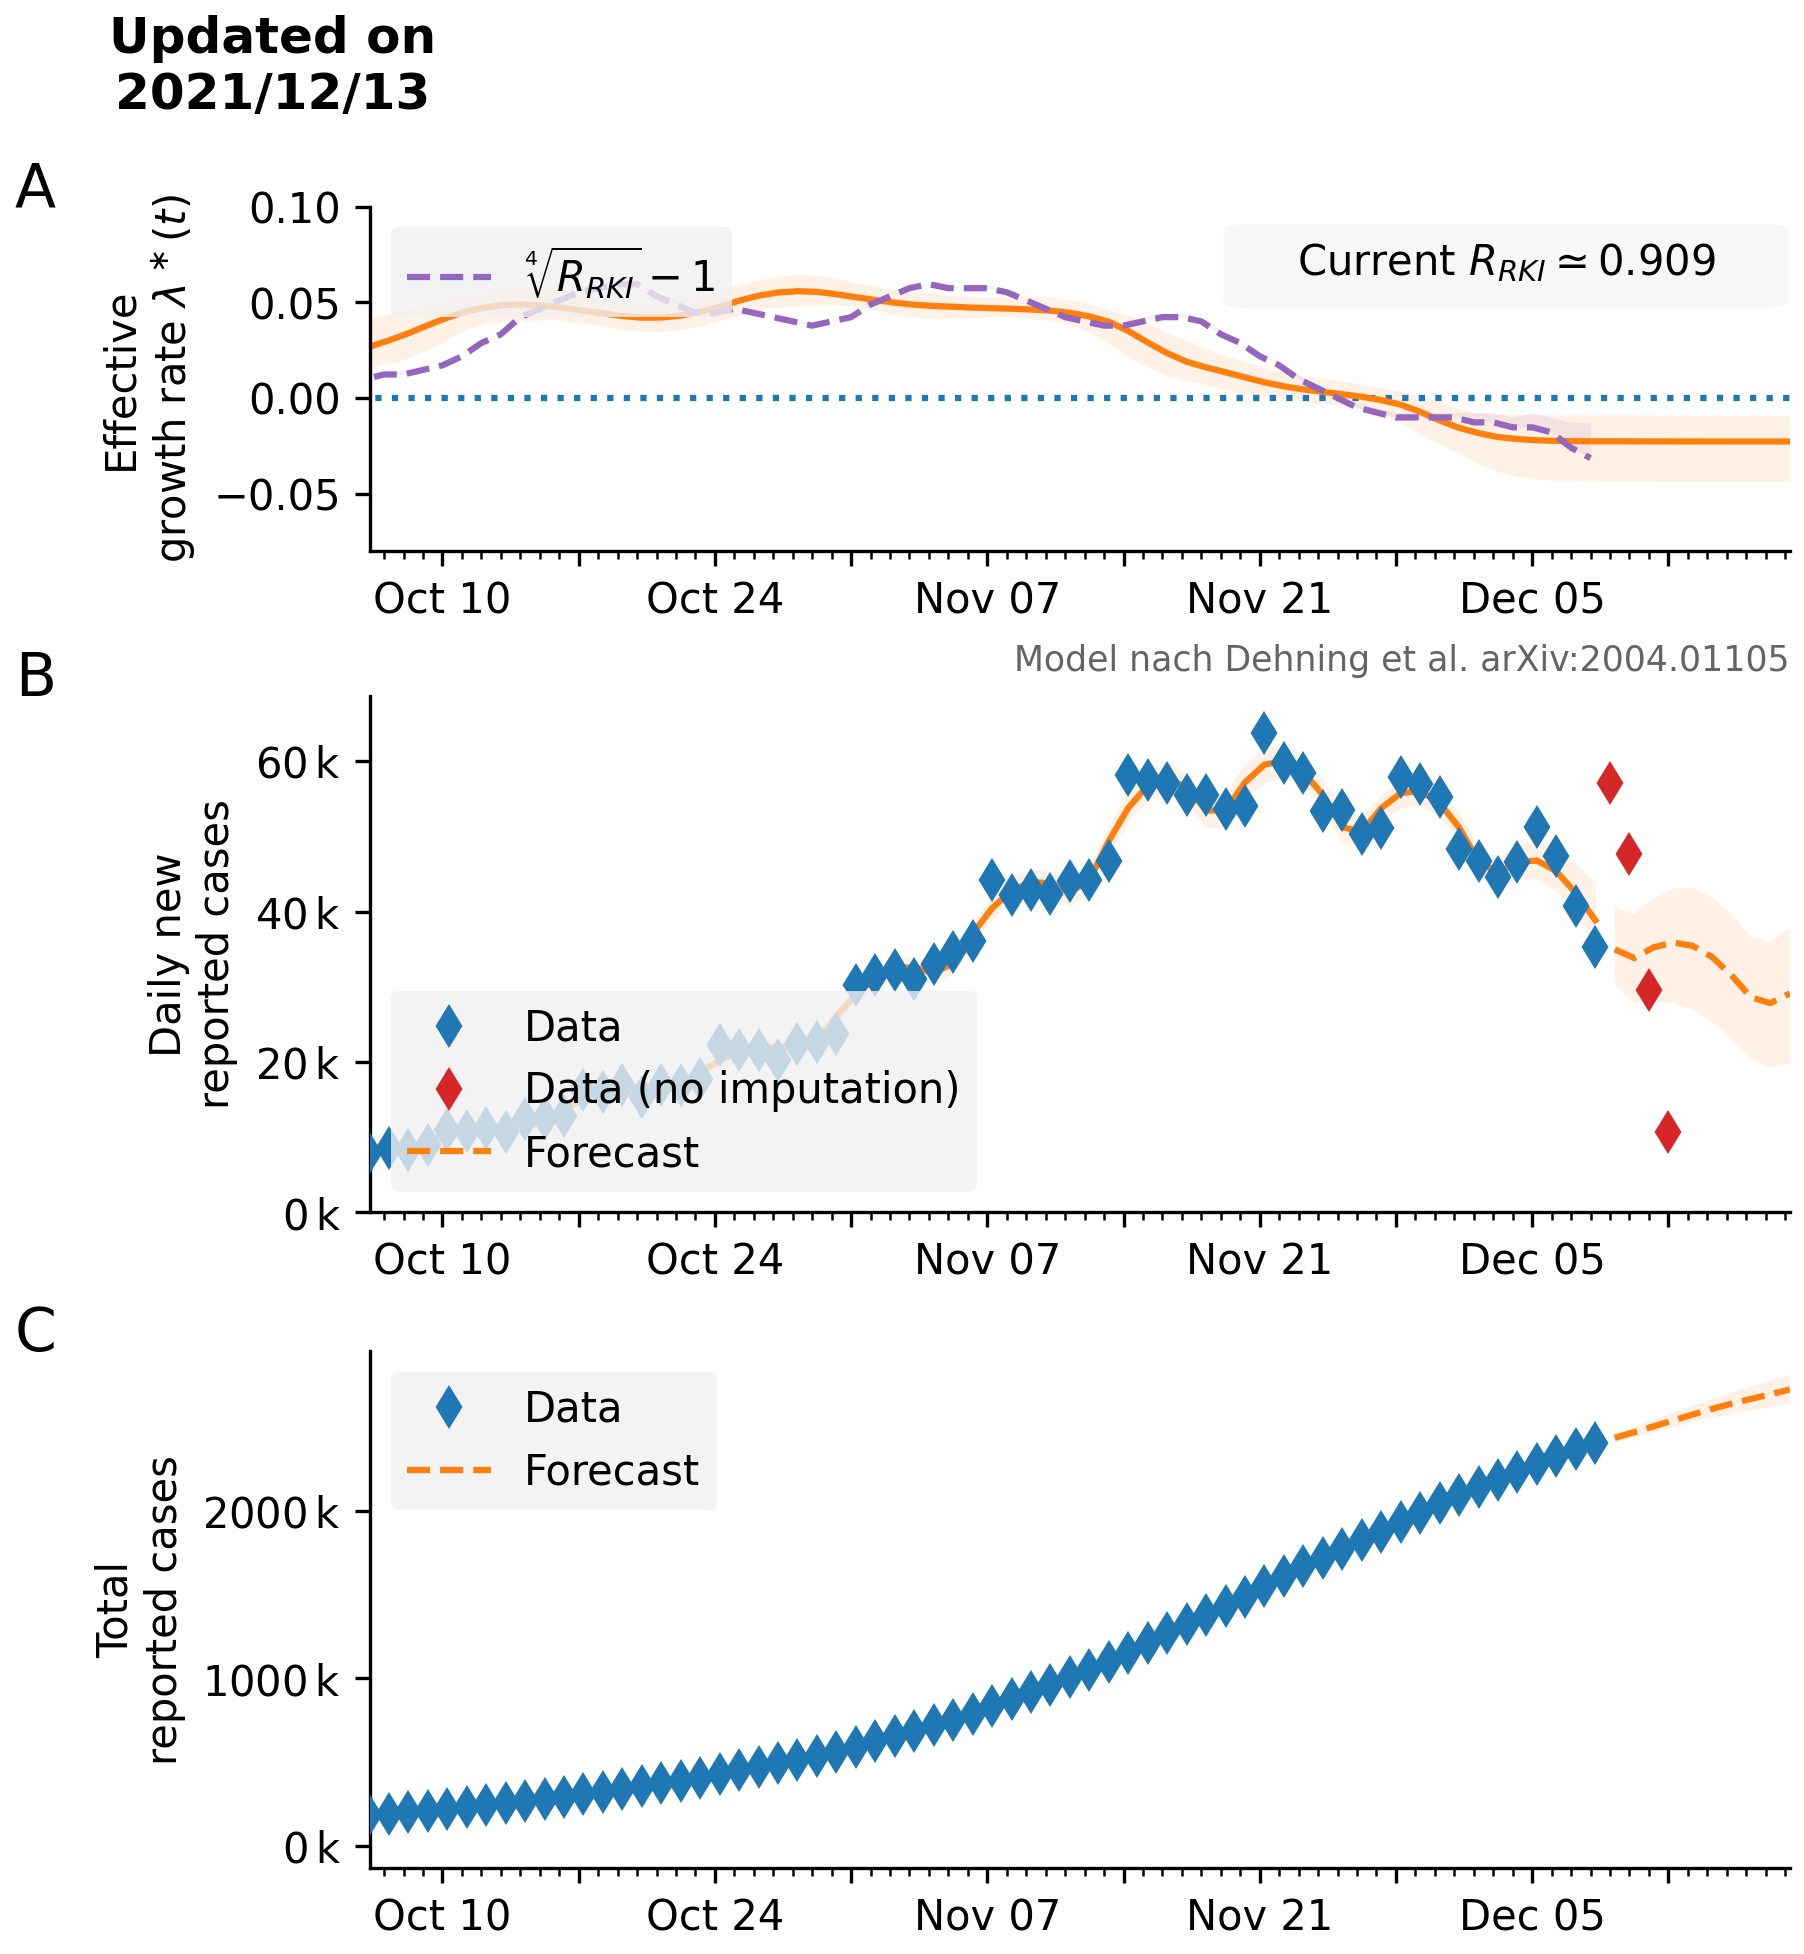 Updated on
2021/12/13
A
Effective
growth rate λ * (t)
0.10
0.05
0.00
−0.05
∜R_RKI − 1
Current R_RKI ≃ 0.909
Oct 10
Oct 24
Nov 07
Nov 21
Dec 05
Model nach Dehning et al. arXiv:2004.01105
B
Daily new
reported cases
60 k
40 k
20 k
0 k
Data
Data (no imputation)
Forecast
Oct 10
Oct 24
Nov 07
Nov 21
Dec 05
C
Total
reported cases
2000 k
1000 k
0 k
Data
Forecast
Oct 10
Oct 24
Nov 07
Nov 21
Dec 05